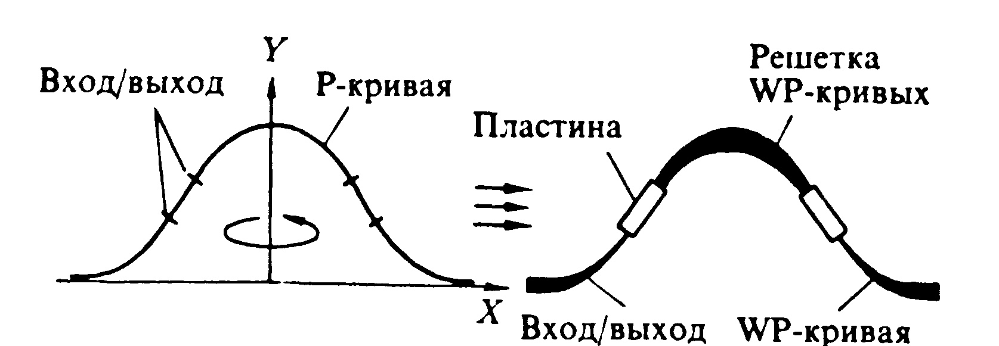 Y
Вход/выход
P-кривая
X
Решетка
WP-кривых
Пластина
Вход/выход
WP-кривая